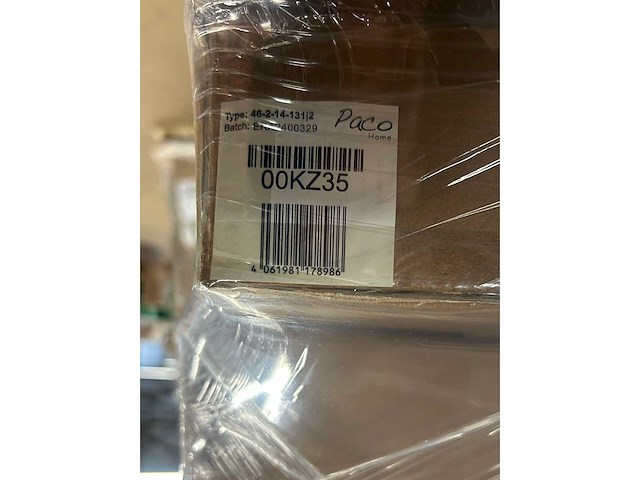 Type: 46-2-14-131|2
Paco
Home
Batch:
00KZ35
4 061981 178986